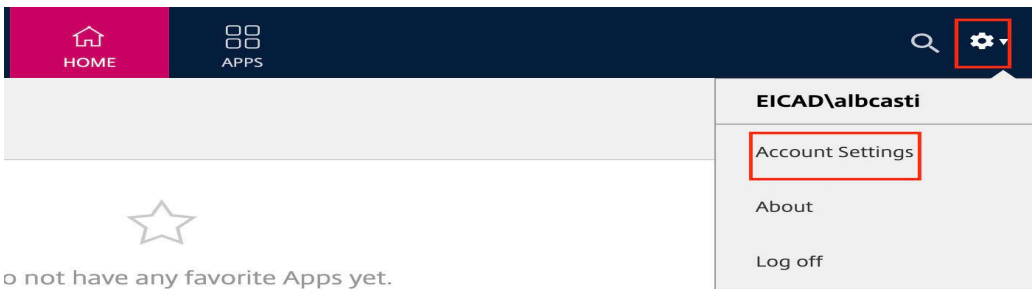 HOME APPS
EICAD\albcasti
Account Settings
About
Log off
not have any favorite Apps yet.